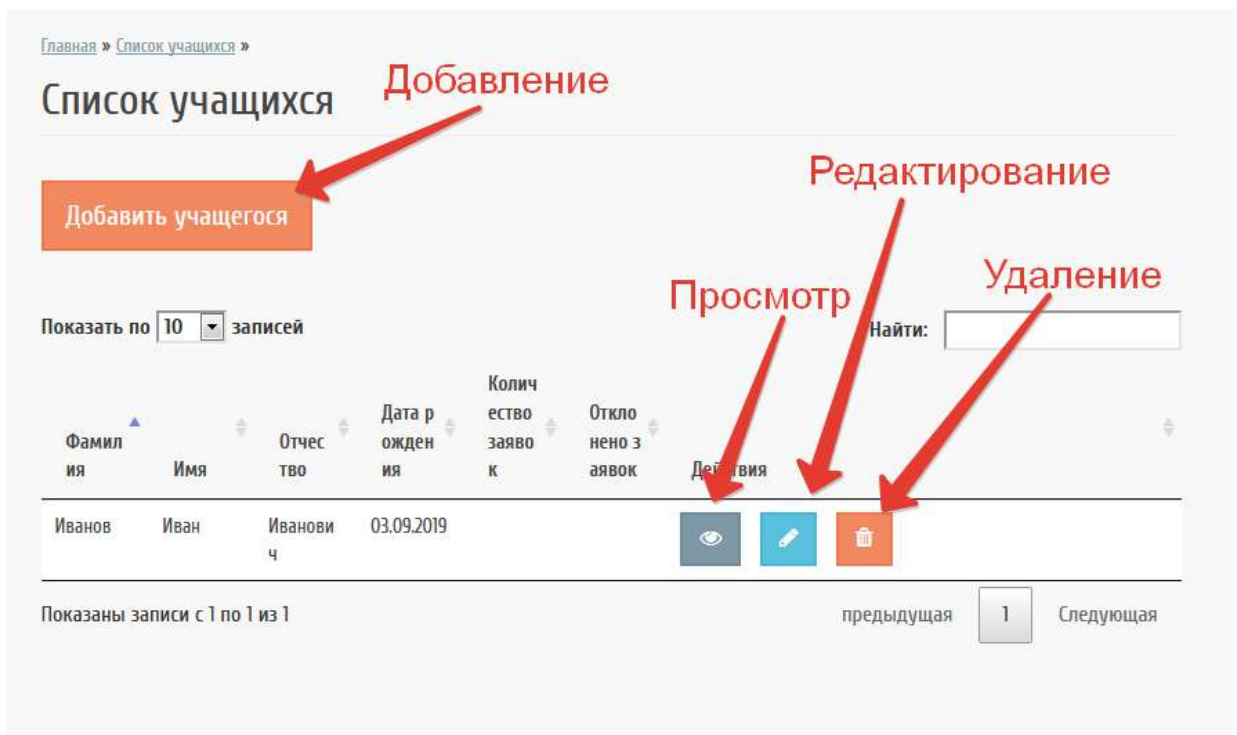 Главная » Список учащихся »
Список учащихся
Добавление
Добавить учащегося
Редактирование
Просмотр
Удаление
Показать по 10 записей
Найти:
Фамил
ия
Имя
Отчес
тво
Дата р
ожден
ия
Колич
ество
заяво
к
Откло
нено з
аявок
Действия
Иванов
Иван
Иванови
ч
03.09.2019
Показаны записи с 1 по 1 из 1
предыдущая 1 Следующая